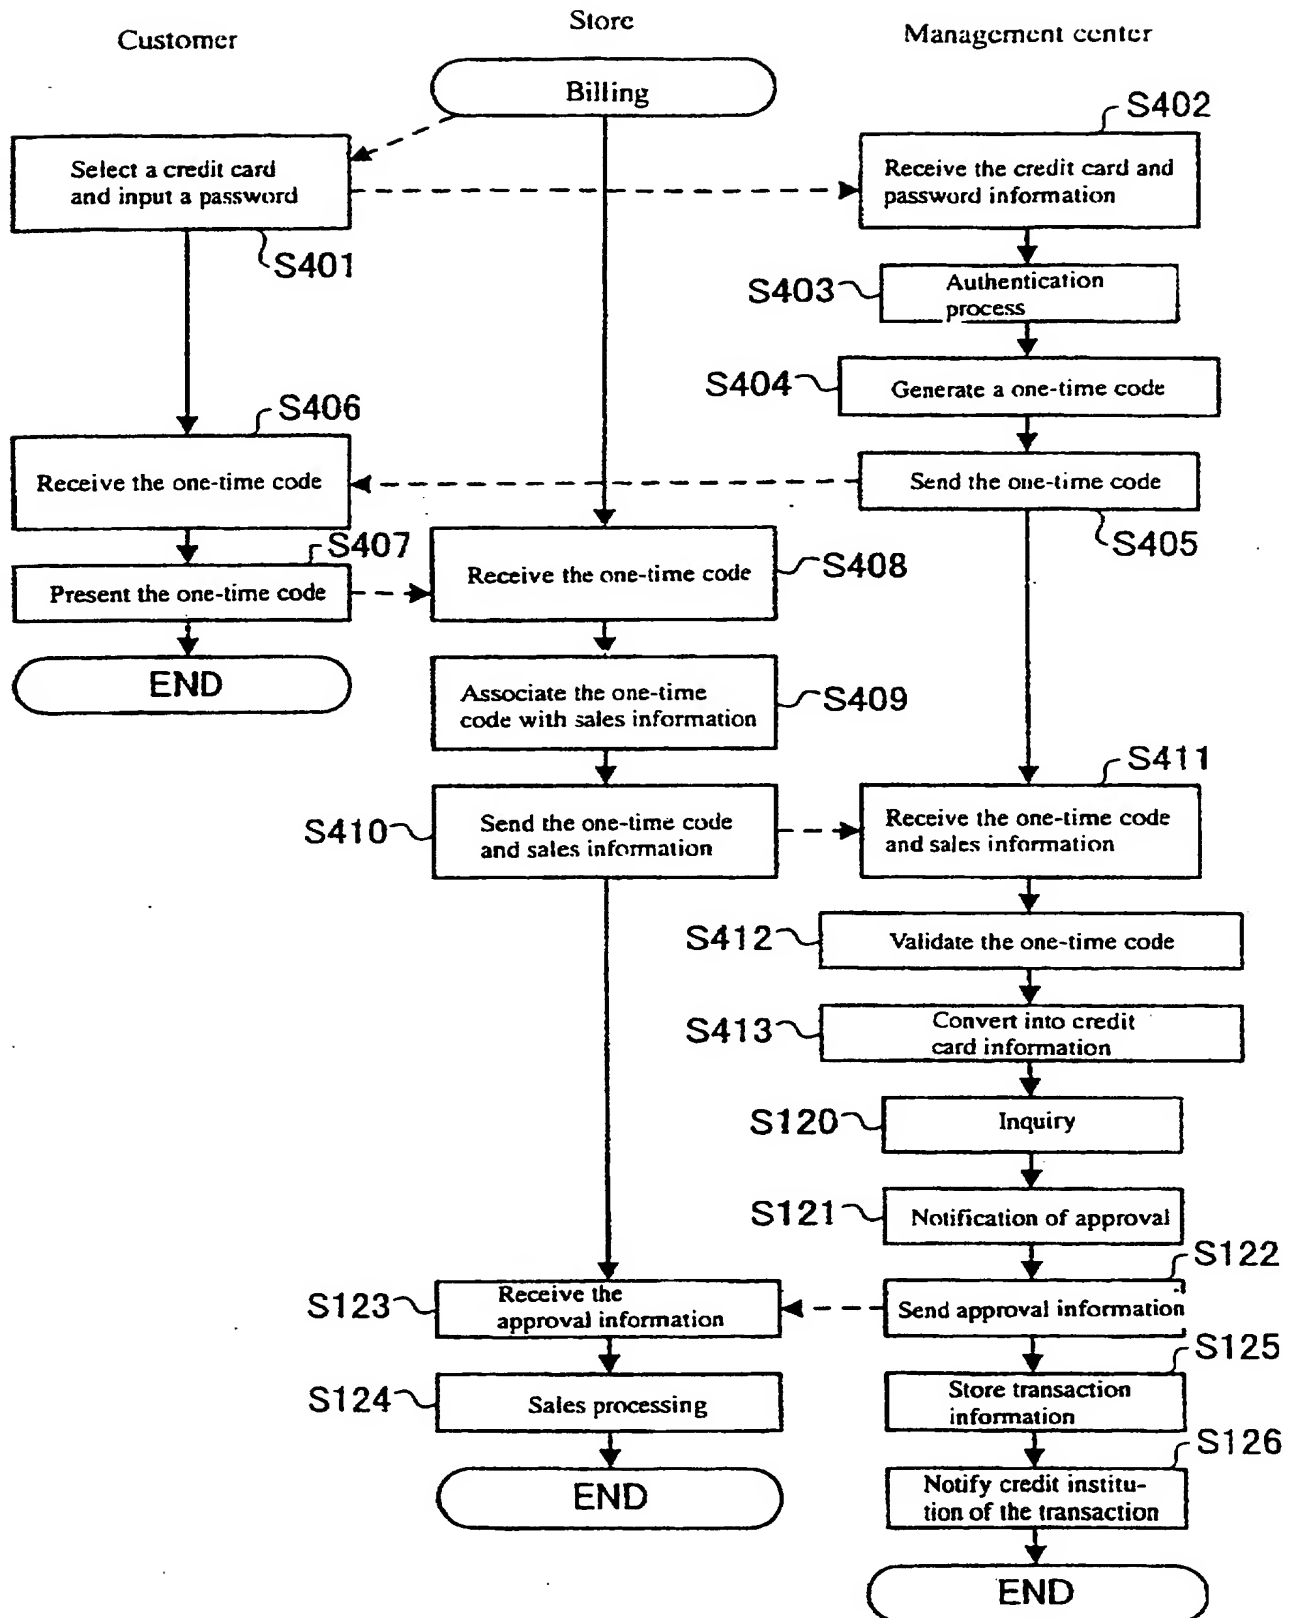 Customer
Store
Management center
Billing
S402
Select a credit card
and input a password
Receive the credit card and
password information
S401
S403
Authentication
process
S404
Generate a one-time code
S406
Receive the one-time code
Send the one-time code
S405
S407
Present the one-time code
Receive the one-time code
S408
END
Associate the one-time
code with sales information
S409
S411
S410
Send the one-time code
and sales information
Receive the one-time code
and sales information
S412
Validate the one-time code
S413
Convert into credit
card information
S120
Inquiry
S121
Notification of approval
S122
S123
Receive the
approval information
Send approval information
S125
S124
Sales processing
Store transaction
information
S126
END
Notify credit institu-
tion of the transaction
END